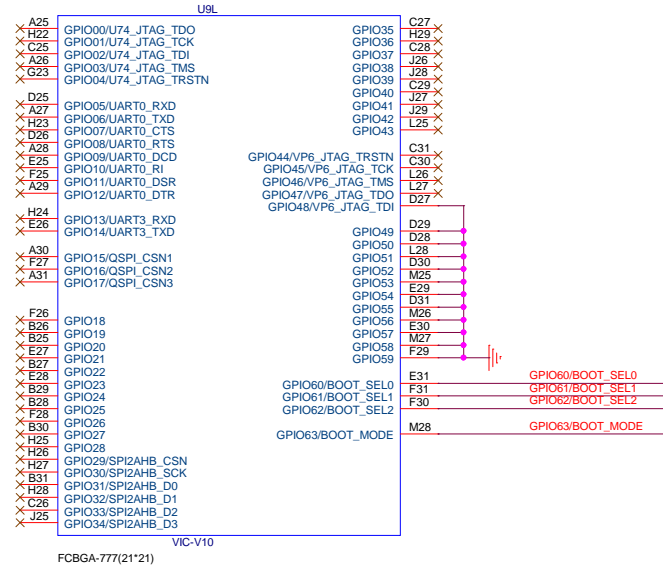 U9L
A25 GPIO00/U74_JTAG_TDO
H22 GPIO01/U74_JTAG_TCK
C25 GPIO02/U74_JTAG_TDI
A26 GPIO03/U74_JTAG_TMS
G23 GPIO04/U74_JTAG_TRSTN
D25 GPIO05/UART0_RXD
A27 GPIO06/UART0_TXD
H23 GPIO07/UART0_CTS
D26 GPIO08/UART0_RTS
A28 GPIO09/UART0_DCD
E25 GPIO10/UART0_RI
F25 GPIO11/UART0_DSR
A29 GPIO12/UART0_DTR
H24 GPIO13/UART3_RXD
E26 GPIO14/UART3_TXD
A30 GPIO15/QSPI_CSN1
F27 GPIO16/QSPI_CSN2
A31 GPIO17/QSPI_CSN3
F26 GPIO18
B26 GPIO19
B25 GPIO20
E27 GPIO21
B27 GPIO22
E28 GPIO23
B29 GPIO24
B28 GPIO25
F28 GPIO26
B30 GPIO27
H25 GPIO28
H26 GPIO29/SPI2AHB_CSN
H27 GPIO30/SPI2AHB_SCK
B31 GPIO31/SPI2AHB_D0
H28 GPIO32/SPI2AHB_D1
C26 GPIO33/SPI2AHB_D2
J25 GPIO34/SPI2AHB_D3
GPIO35 C27
GPIO36 H29
GPIO37 C28
GPIO38 J26
GPIO39 J28
GPIO40 C29
GPIO41 J27
GPIO42 J29
GPIO43 L25
GPIO44/VP6_JTAG_TRSTN C31
GPIO45/VP6_JTAG_TCK C30
GPIO46/VP6_JTAG_TMS L26
GPIO47/VP6_JTAG_TDO L27
GPIO48/VP6_JTAG_TDI D27
GPIO49 D29
GPIO50 D28
GPIO51 L28
GPIO52 D30
GPIO53 M25
GPIO54 E29
GPIO55 D31
GPIO56 M26
GPIO57 E30
GPIO58 M27
GPIO59 F29
GPIO60/BOOT_SEL0 E31 GPIO60/BOOT_SEL0
GPIO61/BOOT_SEL1 F31 GPIO61/BOOT_SEL1
GPIO62/BOOT_SEL2 F30 GPIO62/BOOT_SEL2
GPIO63/BOOT_MODE M28 GPIO63/BOOT_MODE
VIC-V10
FCBGA-777(21*21)